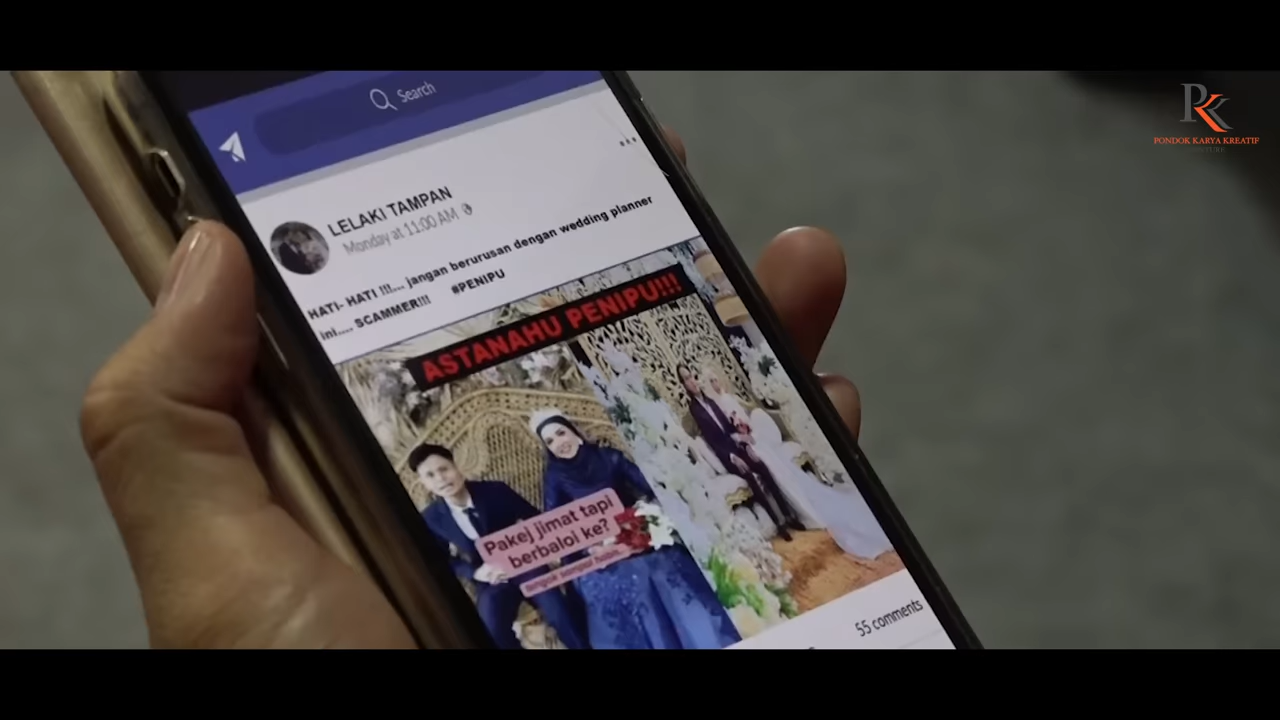 Search
PK
PONDOK KARYA KREATIF
LELAKI TAMPAN
Monday at 11:00 AM
HATI- HATI !!!.... jangan berurusan dengan wedding planner
ini.... SCAMMER!!! #PENIPU
ASTANAHU PENIPU!!!
Pakej jimat tapi
berbaloi ke?
55 comments